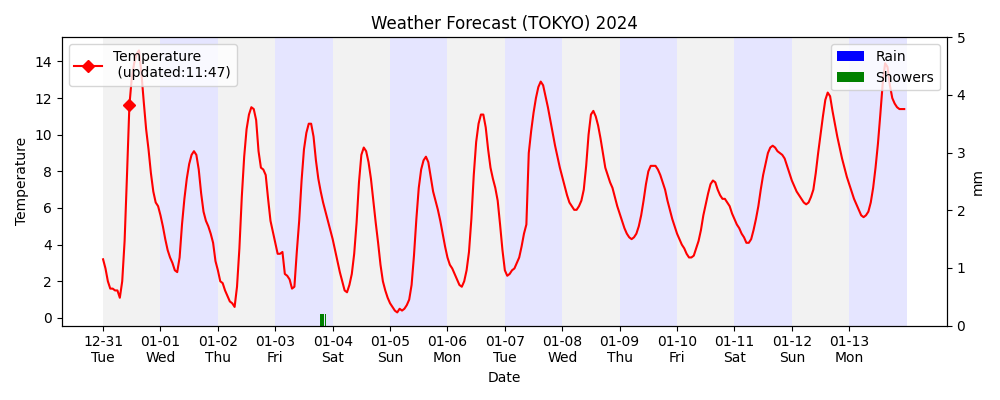 Weather Forecast (TOKYO) 2024
Temperature
(updated:11:47)
Rain
Showers
Temperature
14
12
10
8
6
4
2
0
5
4
3
2
1
0
mm
12-31 01-01 01-02 01-03 01-04 01-05 01-06 01-07 01-08 01-09 01-10 01-11 01-12 01-13
Tue Wed Thu Fri Sat Sun Mon Tue Wed Thu Fri Sat Sun Mon
Date